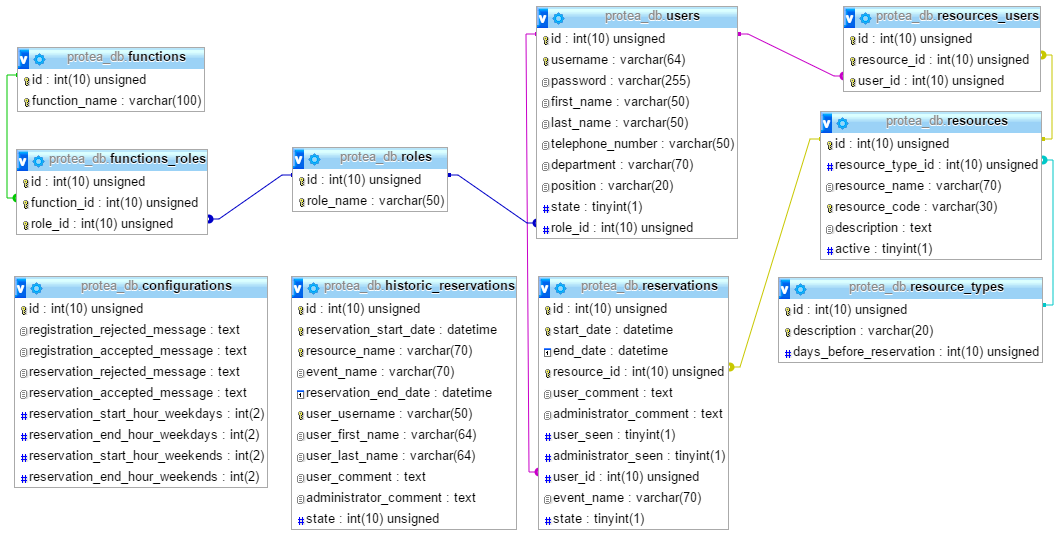 protea_db.functions
id : int(10) unsigned
function_name : varchar(100)
protea_db.functions_roles
id : int(10) unsigned
function_id : int(10) unsigned
role_id : int(10) unsigned
protea_db.roles
id : int(10) unsigned
role_name : varchar(50)
protea_db.users
id : int(10) unsigned
username : varchar(64)
password : varchar(255)
first_name : varchar(50)
last_name : varchar(50)
telephone_number : varchar(50)
department : varchar(70)
position : varchar(20)
state : tinyint(1)
role_id : int(10) unsigned
protea_db.resources_users
id : int(10) unsigned
resource_id : int(10) unsigned
user_id : int(10) unsigned
protea_db.resources
id : int(10) unsigned
resource_type_id : int(10) unsigned
resource_name : varchar(70)
resource_code : varchar(30)
description : text
active : tinyint(1)
protea_db.configurations
id : int(10) unsigned
registration_rejected_message : text
registration_accepted_message : text
reservation_rejected_message : text
reservation_accepted_message : text
reservation_start_hour_weekdays : int(2)
reservation_end_hour_weekdays : int(2)
reservation_start_hour_weekends : int(2)
reservation_end_hour_weekends : int(2)
protea_db.historic_reservations
id : int(10) unsigned
reservation_start_date : datetime
resource_name : varchar(70)
event_name : varchar(70)
reservation_end_date : datetime
user_username : varchar(50)
user_first_name : varchar(64)
user_last_name : varchar(64)
user_comment : text
administrator_comment : text
state : int(10) unsigned
protea_db.reservations
id : int(10) unsigned
start_date : datetime
end_date : datetime
resource_id : int(10) unsigned
user_comment : text
administrator_comment : text
user_seen : tinyint(1)
administrator_seen : tinyint(1)
user_id : int(10) unsigned
event_name : varchar(70)
state : tinyint(1)
protea_db.resource_types
id : int(10) unsigned
description : varchar(20)
days_before_reservation : int(10) unsigned